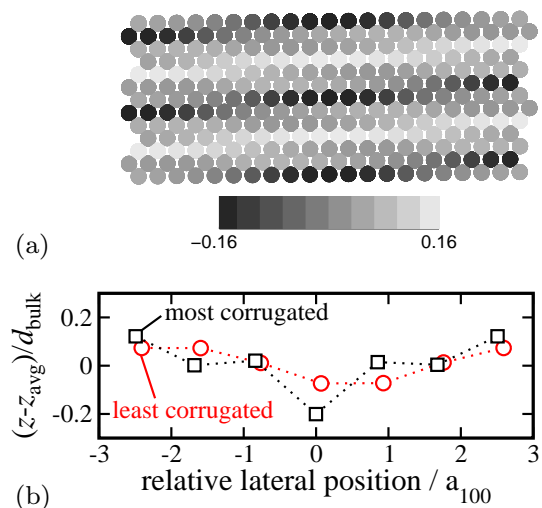 −0.16 0.16
(a)
(z-z_avg)/d_bulk
0.2
0
-0.2
most corrugated
least corrugated
-3 -2 -1 0 1 2 3
relative lateral position / a_100
(b)